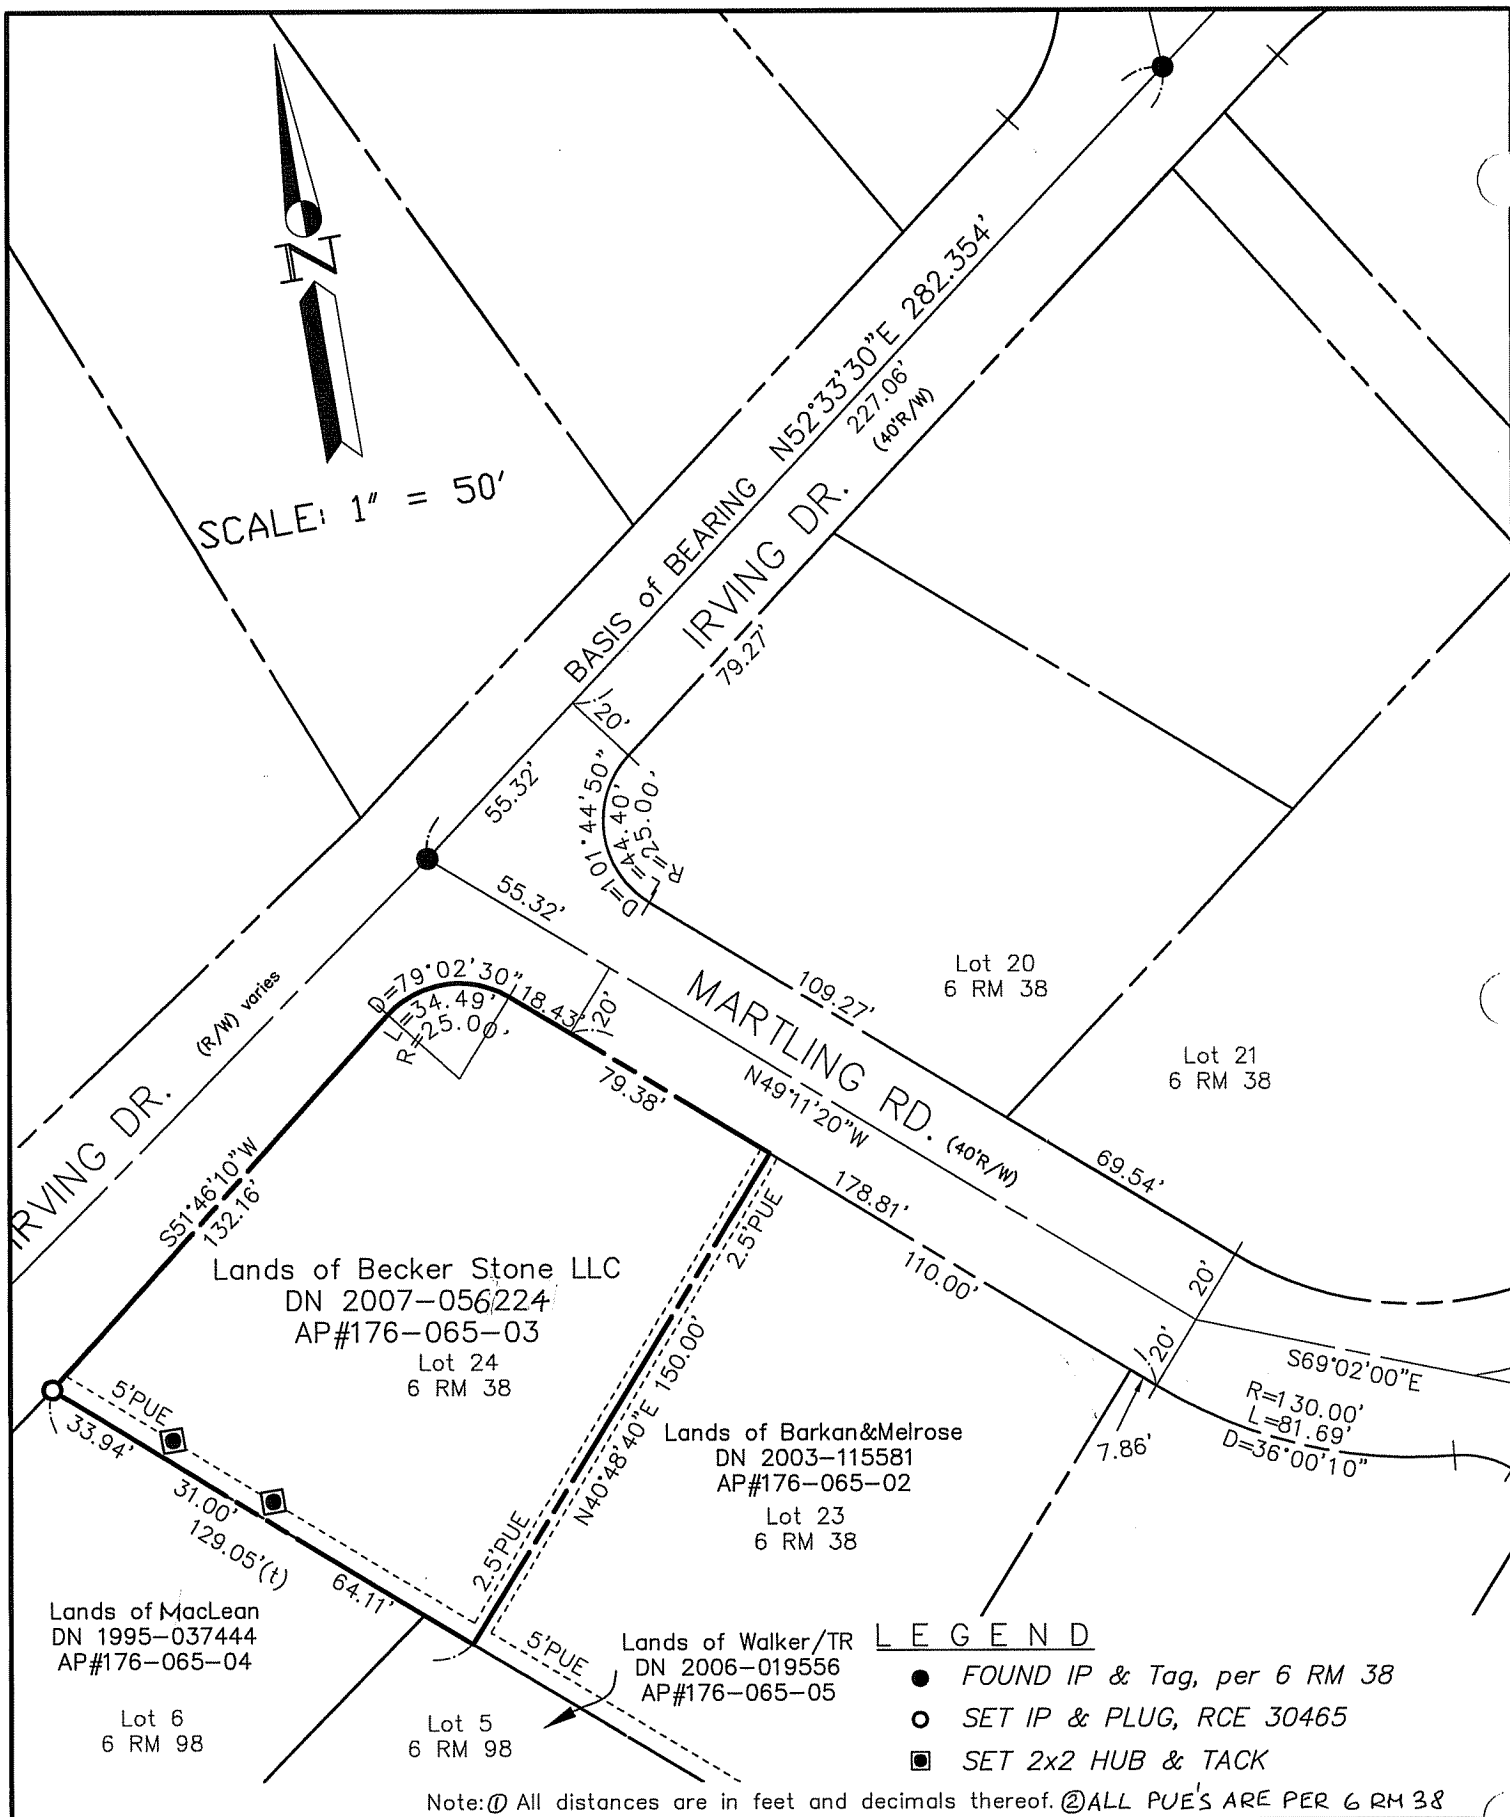 N
SCALE: 1" = 50'
BASIS of BEARING N52°33'30"E 282.354'
227.06'
(40'R/W)
IRVING DR.
79.27'
20'
55.32'
D=101°44'50"
L=44.40'
R=25.00'
55.32'
Lot 20
6 RM 38
109.27'
MARTLING RD. (40'R/W)
N49°11'20"W
Lot 21
6 RM 38
69.54'
D=79°02'30"
L=34.49'
R=25.00'
18.43'
20'
79.38'
(R/W) varies
IRVING DR.
S51°46'10"W
132.16'
178.81'
110.00'
2.5'PUE
20'
20'
S69°02'00"E
R=130.00'
L=81.69'
D=36°00'10"
7.86'
Lands of Becker Stone LLC
DN 2007-056224
AP#176-065-03
Lot 24
6 RM 38
N40°48'40"E 150.00'
2.5'PUE
Lands of Barkan&Melrose
DN 2003-115581
AP#176-065-02
Lot 23
6 RM 38
5'PUE
33.94'
31.00'
129.05'(t)
64.11'
Lands of MacLean
DN 1995-037444
AP#176-065-04
Lot 6
6 RM 98
5'PUE
Lands of Walker/TR
DN 2006-019556
AP#176-065-05
Lot 5
6 RM 98
LEGEND
FOUND IP & Tag, per 6 RM 38
SET IP & PLUG, RCE 30465
SET 2x2 HUB & TACK
Note:① All distances are in feet and decimals thereof. ②ALL PUE'S ARE PER 6 RM 38